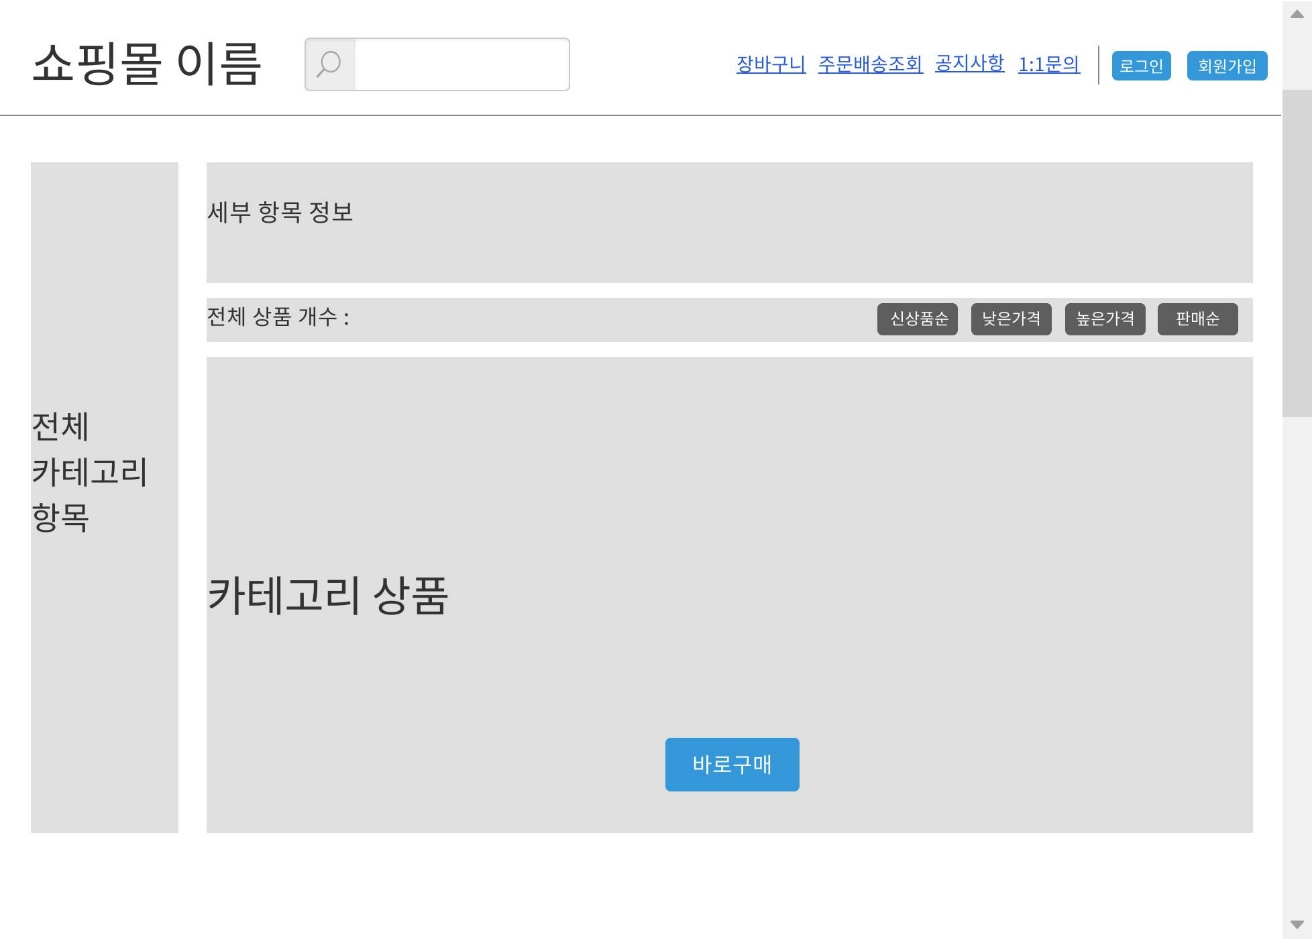 쇼핑몰 이름
장바구니 주문배송조회 공지사항 1:1문의 로그인 회원가입
세부 항목 정보
전체 상품 개수 :
신상품순 낮은가격 높은가격 판매순
전체
카테고리
항목
카테고리 상품
바로구매